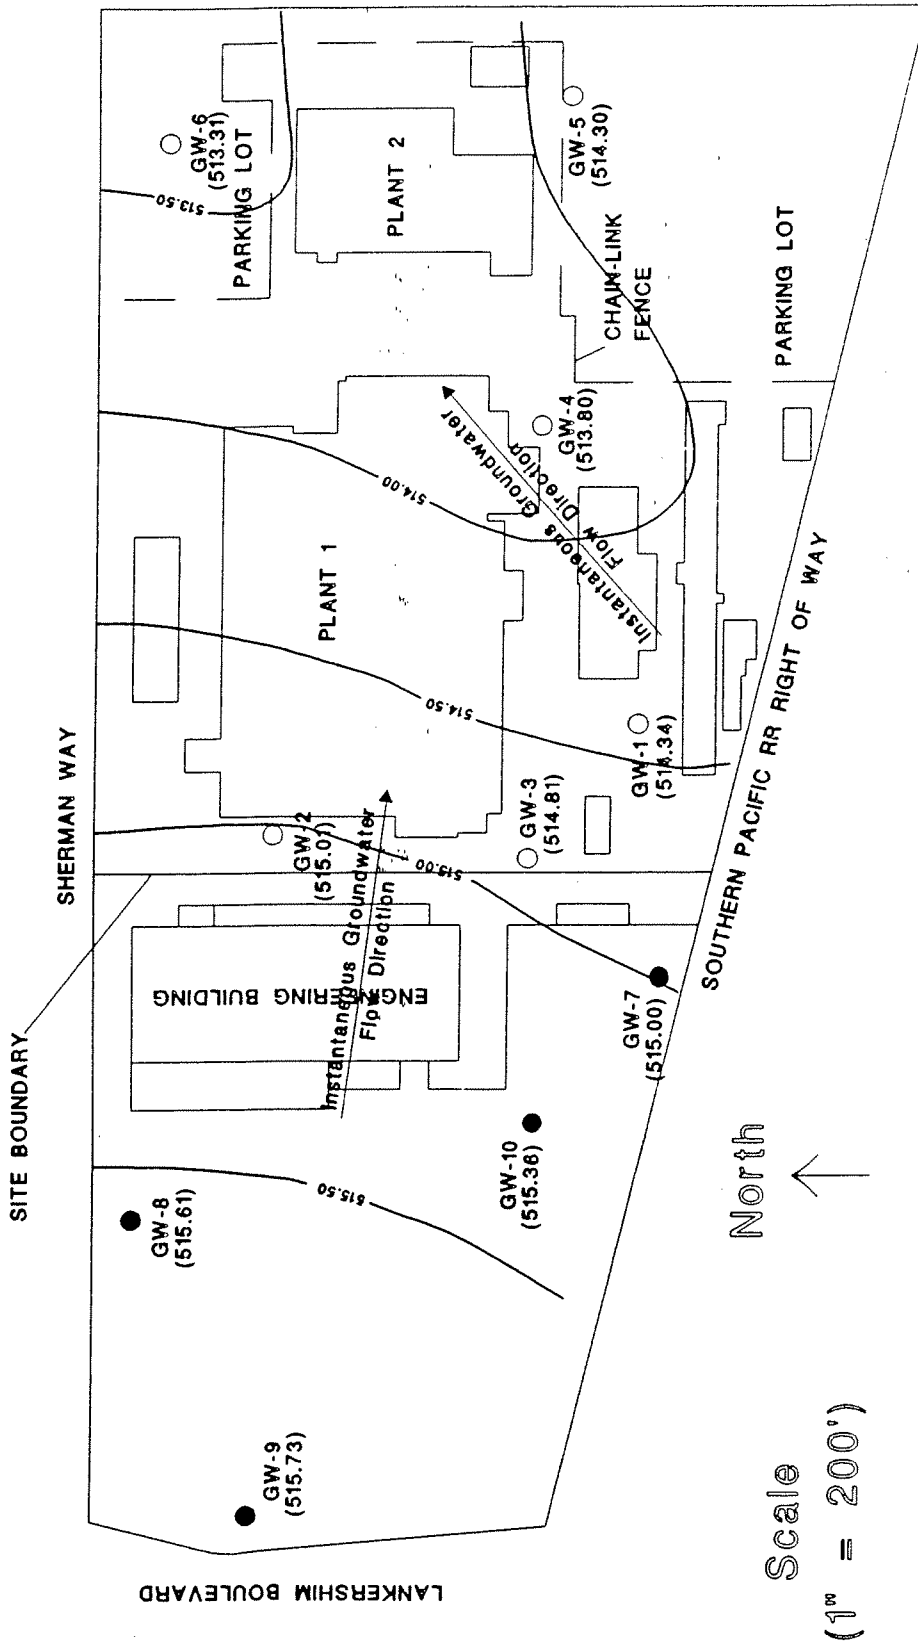 SITE BOUNDARY
SHERMAN WAY
LANKERSHIM BOULEVARD
GW-9
(515.73)
GW-8
(515.61)
515.50
GW-10
(515.38)
ENGINEERING BUILDING
Instantaneous Groundwater
Flow Direction
GW-7
(515.00)
515.00
GW-2
GW-3
(514.81)
GW-1
(514.34)
514.50
PLANT 1
514.00
Instantaneous Groundwater
Flow Direction
GW-4
(513.80)
CHAIN-LINK
FENCE
PLANT 2
513.50
PARKING LOT
GW-6
(513.31)
GW-5
(514.30)
PARKING LOT
SOUTHERN PACIFIC RR RIGHT OF WAY
North
Scale
(1" = 200')